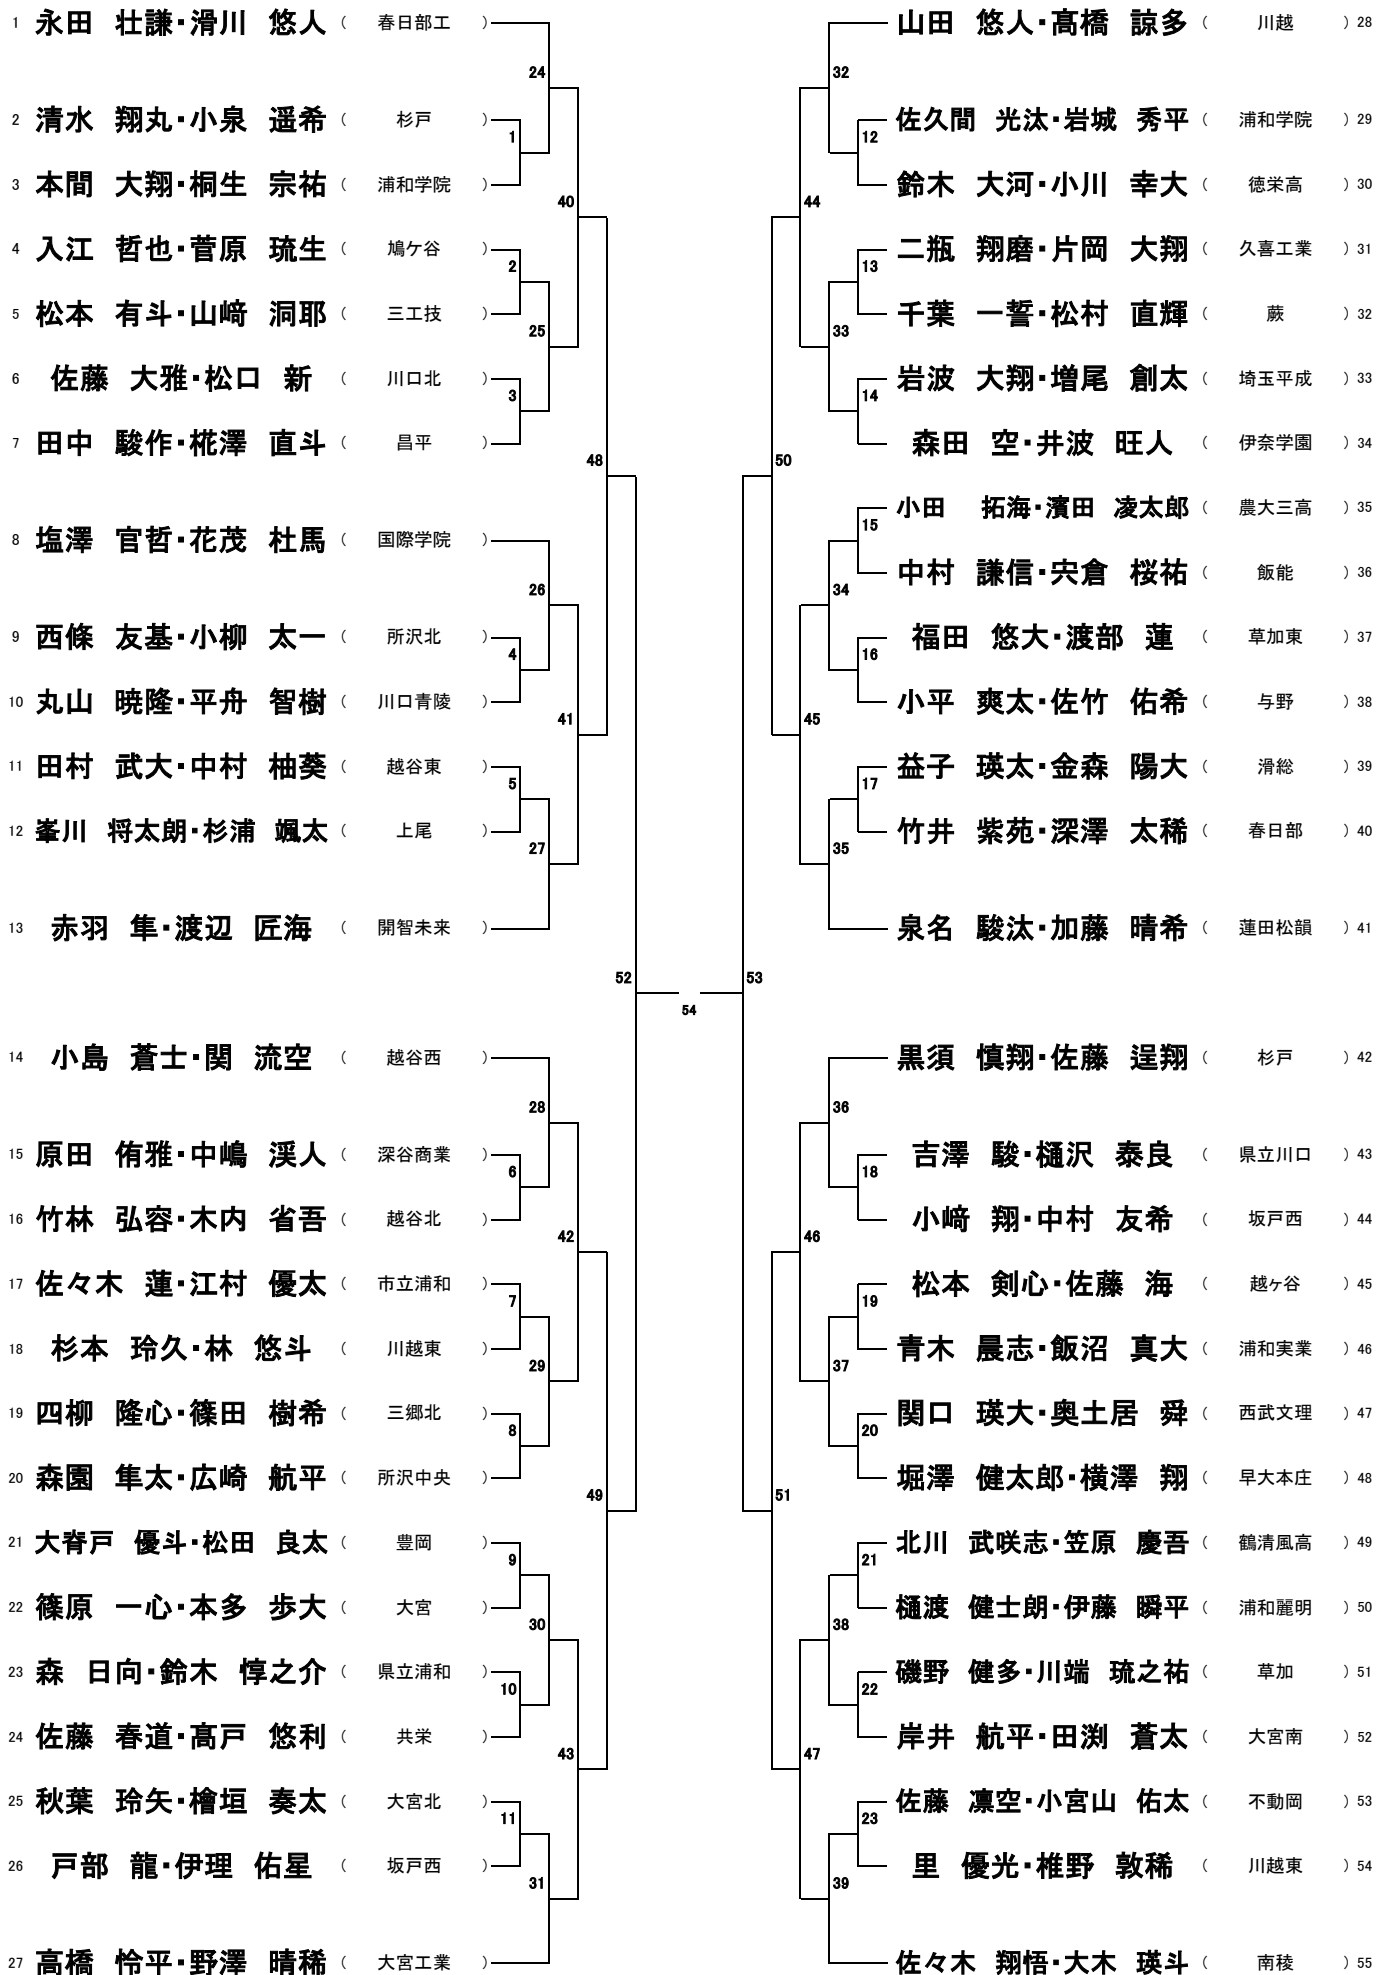 1 永田 壮謙・滑川 悠人 （ 春日部工 ）
24
2 清水 翔丸・小泉 遥希 （ 杉戸 ）
1
3 本間 大翔・桐生 宗祐 （ 浦和学院 ）
40
4 入江 哲也・菅原 琉生 （ 鳩ケ谷 ）
2
5 松本 有斗・山﨑 洞耶 （ 三工技 ）
25
6 佐藤 大雅・松口 新 （ 川口北 ）
3
7 田中 駿作・椛澤 直斗 （ 昌平 ）
48
8 塩澤 官哲・花茂 杜馬 （ 国際学院 ）
26
9 西條 友基・小柳 太一 （ 所沢北 ）
4
10 丸山 暁隆・平舟 智樹 （ 川口青陵 ）
41
11 田村 武大・中村 柚葵 （ 越谷東 ）
5
12 峯川 将太朗・杉浦 颯太 （ 上尾 ）
27
13 赤羽 隼・渡辺 匠海 （ 開智未来 ）
52
54
14 小島 蒼士・関 流空 （ 越谷西 ）
28
15 原田 侑雅・中嶋 渓人 （ 深谷商業 ）
6
16 竹林 弘容・木内 省吾 （ 越谷北 ）
42
17 佐々木 蓮・江村 優太 （ 市立浦和 ）
7
18 杉本 玲久・林 悠斗 （ 川越東 ）
29
19 四柳 隆心・篠田 樹希 （ 三郷北 ）
8
20 森園 隼太・広崎 航平 （ 所沢中央 ）
49
21 大脊戸 優斗・松田 良太 （ 豊岡 ）
9
22 篠原 一心・本多 歩大 （ 大宮 ）
30
23 森 日向・鈴木 惇之介 （ 県立浦和 ）
10
24 佐藤 春道・髙戸 悠利 （ 共栄 ）
43
25 秋葉 玲矢・檜垣 奏太 （ 大宮北 ）
11
26 戸部 龍・伊理 佑星 （ 坂戸西 ）
31
27 高橋 怜平・野澤 晴稀 （ 大宮工業 ）
山田 悠人・髙橋 諒多 （ 川越 ） 28
32
佐久間 光汰・岩城 秀平 （ 浦和学院 ） 29
12
鈴木 大河・小川 幸大 （ 徳栄高 ） 30
44
二瓶 翔磨・片岡 大翔 （ 久喜工業 ） 31
13
千葉 一誓・松村 直輝 （ 蕨 ） 32
33
岩波 大翔・増尾 創太 （ 埼玉平成 ） 33
14
森田 空・井波 旺人 （ 伊奈学園 ） 34
50
小田 拓海・濱田 凌太郎 （ 農大三高 ） 35
15
中村 謙信・宍倉 桜祐 （ 飯能 ） 36
34
福田 悠大・渡部 蓮 （ 草加東 ） 37
16
小平 爽太・佐竹 佑希 （ 与野 ） 38
45
益子 瑛太・金森 陽大 （ 滑総 ） 39
17
竹井 紫苑・深澤 太稀 （ 春日部 ） 40
35
泉名 駿汰・加藤 晴希 （ 蓮田松韻 ） 41
53
黒須 慎翔・佐藤 逞翔 （ 杉戸 ） 42
36
吉澤 駿・樋沢 泰良 （ 県立川口 ） 43
18
小﨑 翔・中村 友希 （ 坂戸西 ） 44
46
松本 剣心・佐藤 海 （ 越ヶ谷 ） 45
19
青木 晨志・飯沼 真大 （ 浦和実業 ） 46
37
関口 瑛大・奥土居 舜 （ 西武文理 ） 47
20
堀澤 健太郎・横澤 翔 （ 早大本庄 ） 48
51
北川 武咲志・笠原 慶吾 （ 鶴清風高 ） 49
21
樋渡 健士朗・伊藤 瞬平 （ 浦和麗明 ） 50
38
磯野 健多・川端 琉之祐 （ 草加 ） 51
22
岸井 航平・田渕 蒼太 （ 大宮南 ） 52
47
佐藤 凛空・小宮山 佑太 （ 不動岡 ） 53
23
里 優光・椎野 敦稀 （ 川越東 ） 54
39
佐々木 翔悟・大木 瑛斗 （ 南稜 ） 55